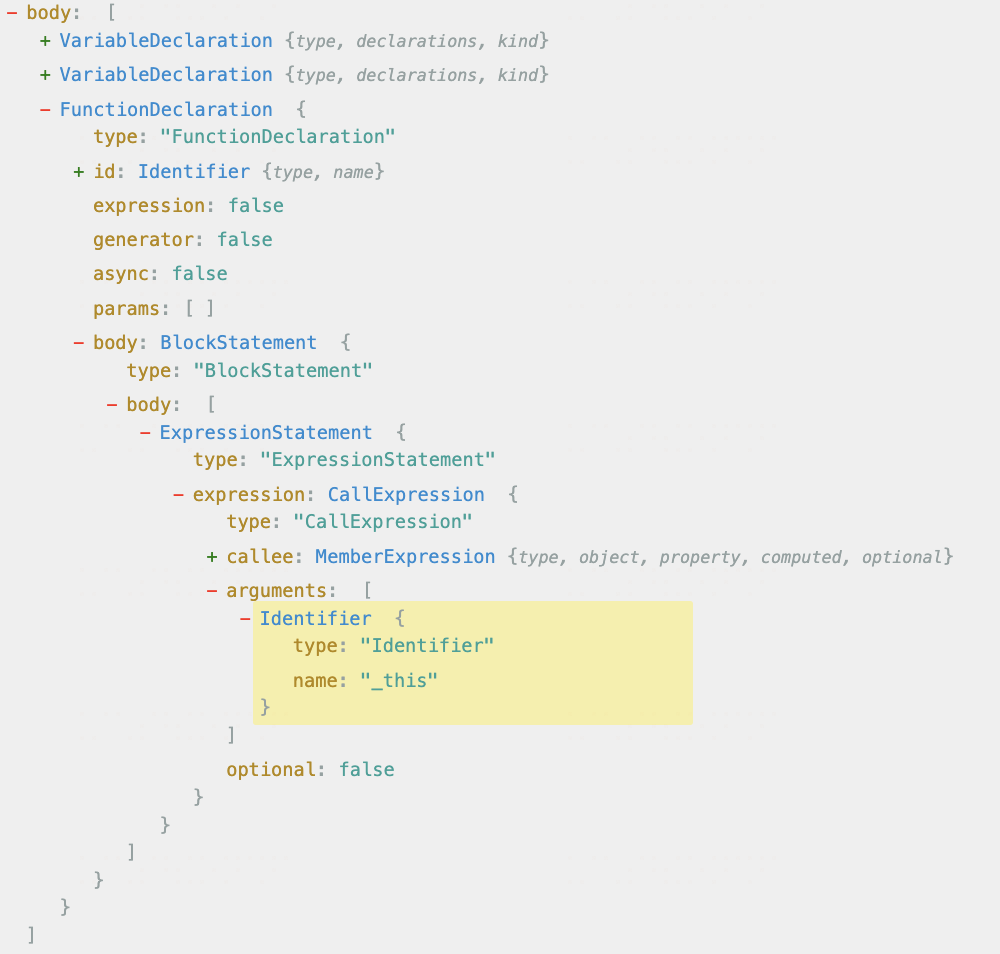 − body: [
+ VariableDeclaration {type, declarations, kind}
+ VariableDeclaration {type, declarations, kind}
− FunctionDeclaration {
type: "FunctionDeclaration"
+ id: Identifier {type, name}
expression: false
generator: false
async: false
params: [ ]
− body: BlockStatement {
type: "BlockStatement"
− body: [
− ExpressionStatement {
type: "ExpressionStatement"
− expression: CallExpression {
type: "CallExpression"
+ callee: MemberExpression {type, object, property, computed, optional}
− arguments: [
− Identifier {
type: "Identifier"
name: "_this"
}
]
optional: false
}
}
]
}
}
]